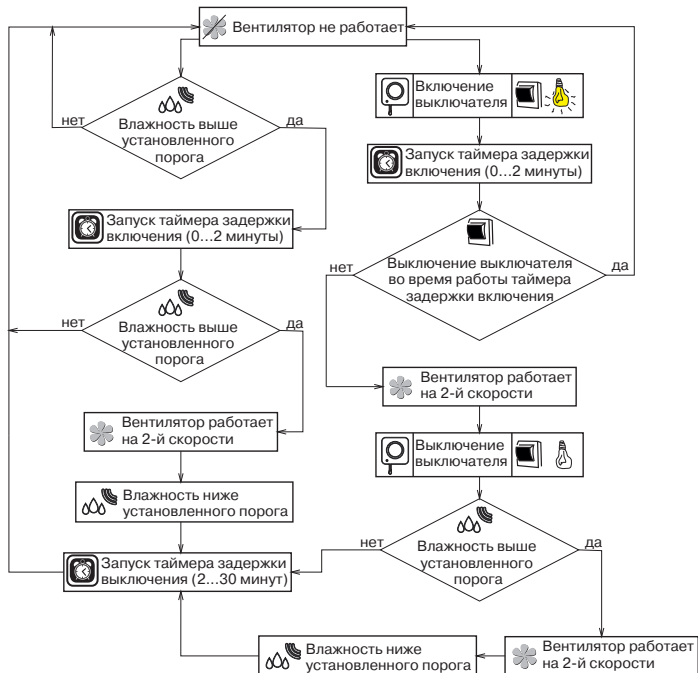 Вентилятор не работает
Влажность выше
установленного
порога
нет
да
Запуск таймера задержки
включения (0...2 минуты)
Влажность выше
установленного
порога
нет
да
Вентилятор работает
на 2-й скорости
Влажность ниже
установленного порога
Запуск таймера задержки
выключения (2...30 минут)
Включение
выключателя
Запуск таймера задержки
включения (0...2 минуты)
Выключение выключателя
во время работы таймера
задержки включения
нет
да
Вентилятор работает
на 2-й скорости
Выключение
выключателя
Влажность выше
установленного
порога
нет
да
Вентилятор работает
на 2-й скорости
Влажность ниже
установленного порога